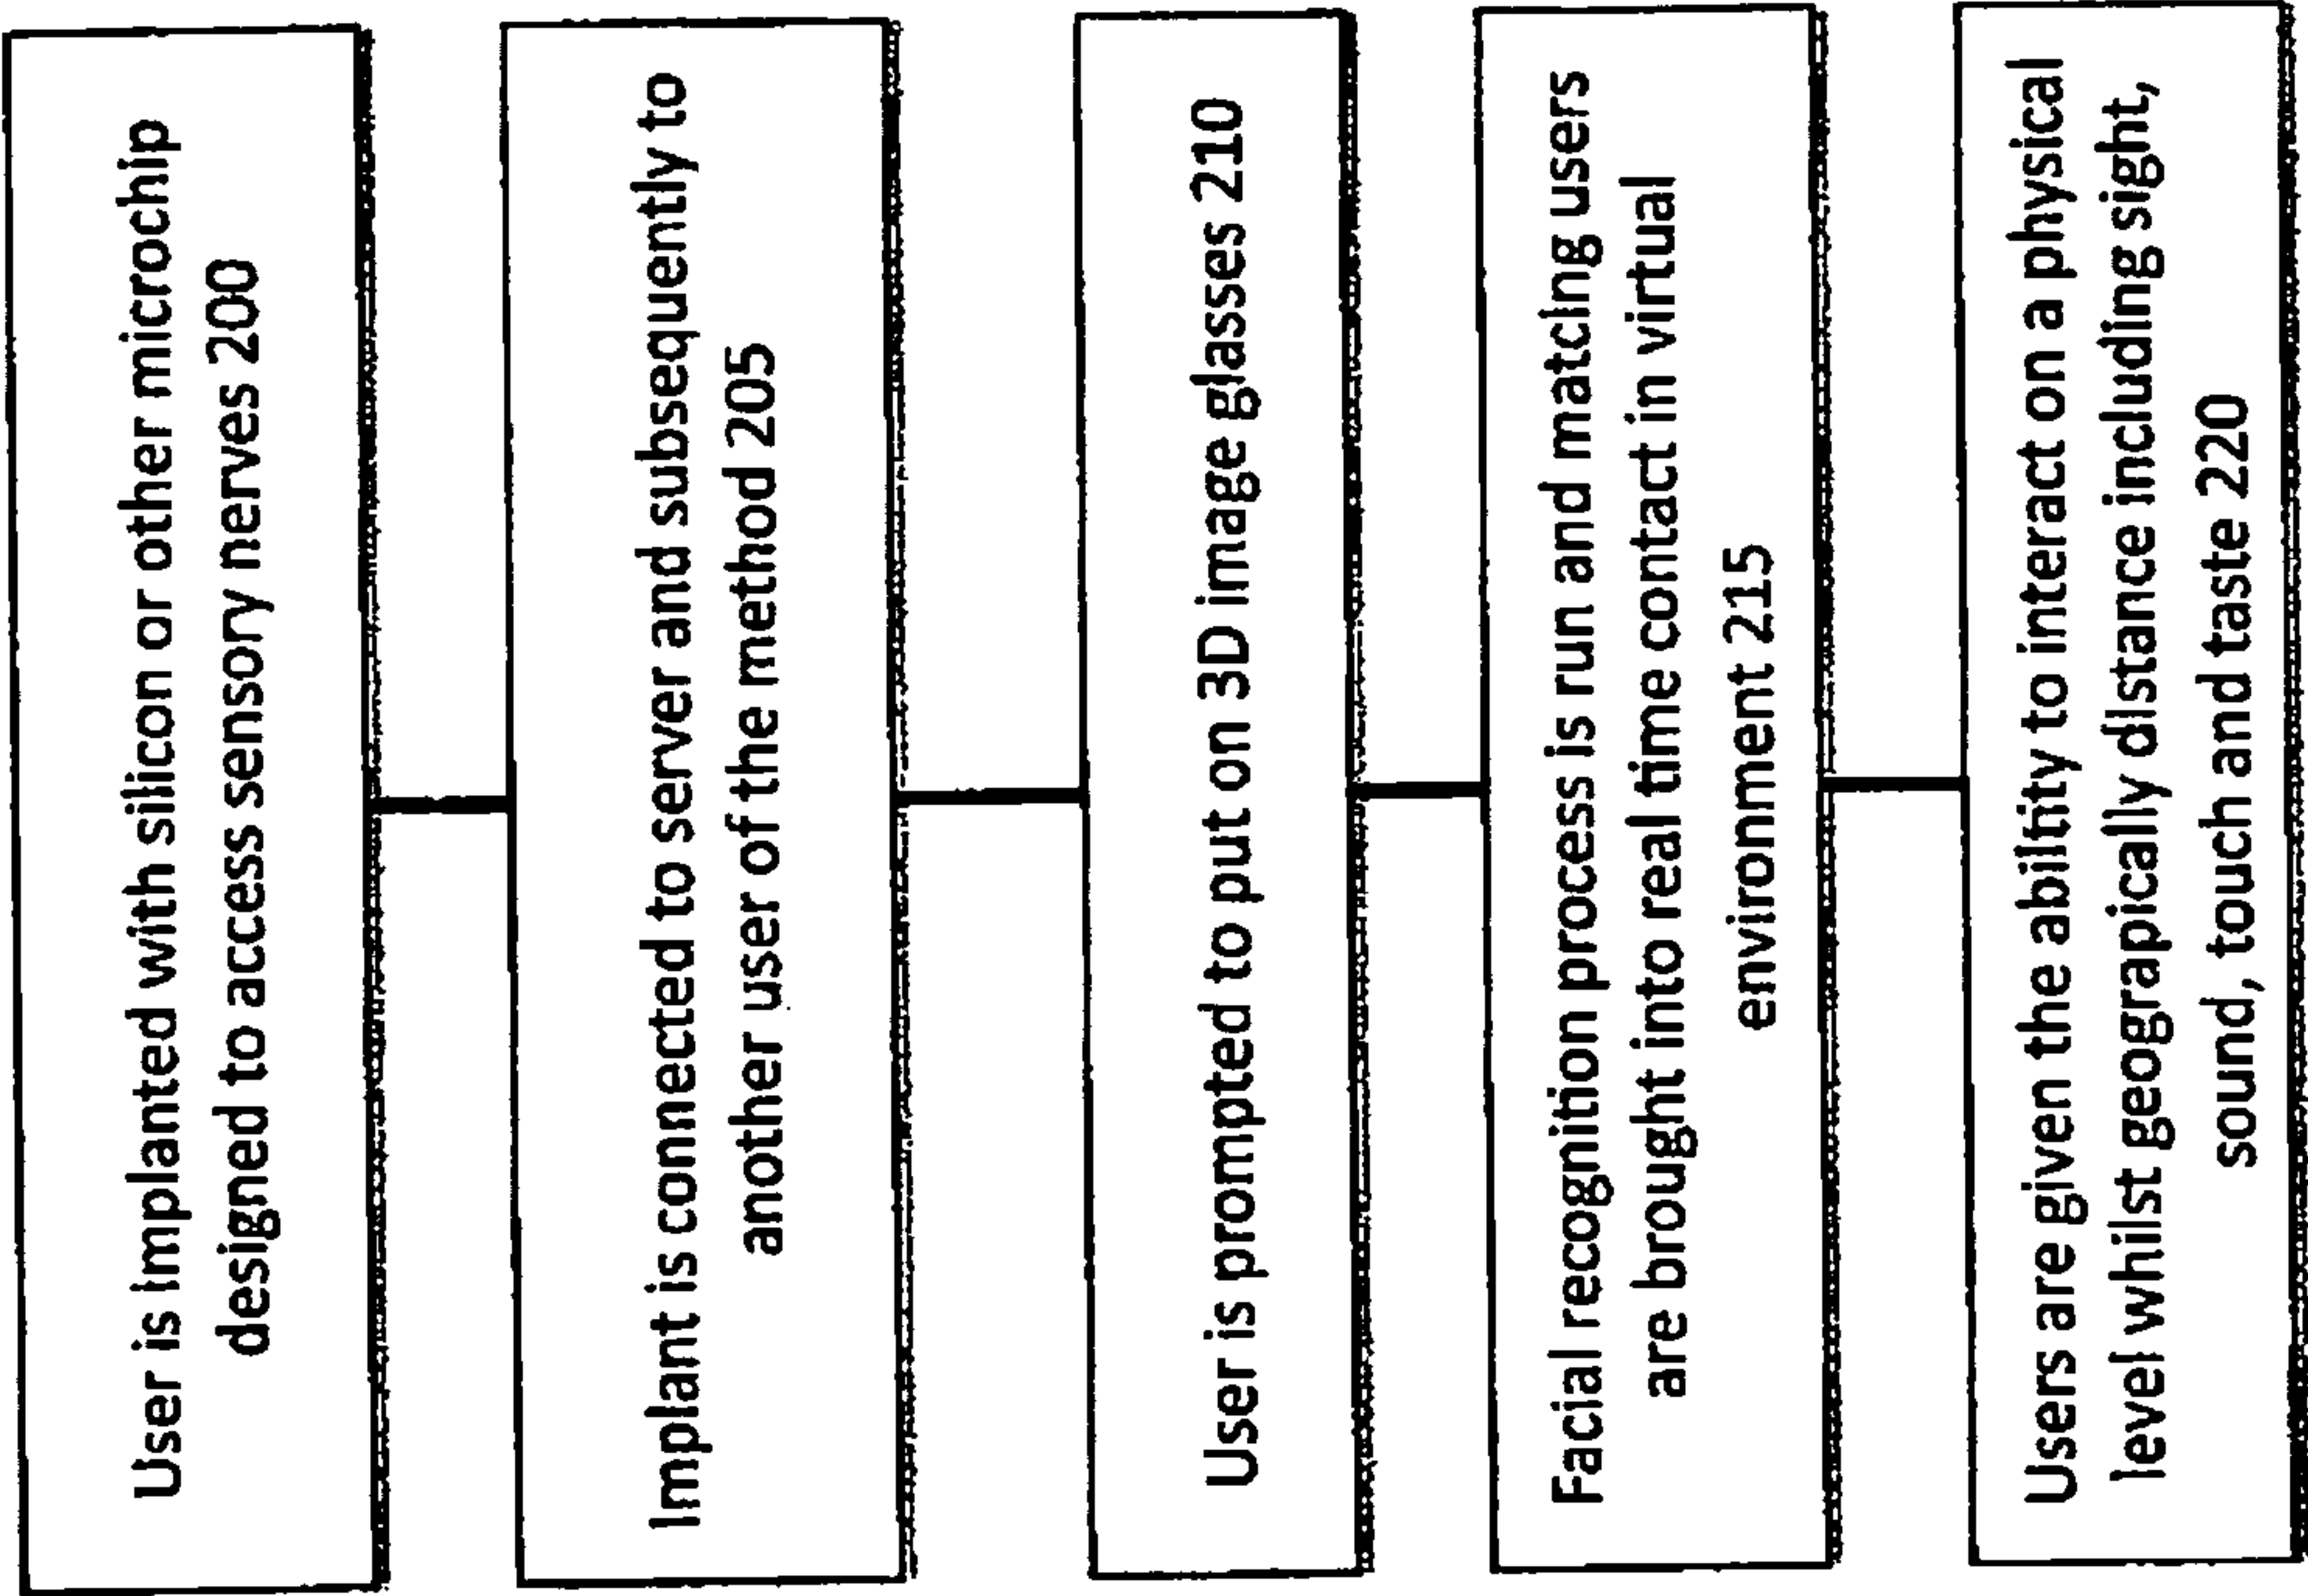 User is implanted with silicon or other microchip
designed to access sensory nerves 200
Implant is connected to server and subsequently to
another user of the method 205
User is prompted to put on 3D image glasses 210
Facial recognition process is run and matcing users
are brought into real time contact in virtual
environment 215
Users are given the ability to interact on a physical
level whilst geograpically distance including sight,
sound, touch and taste 220